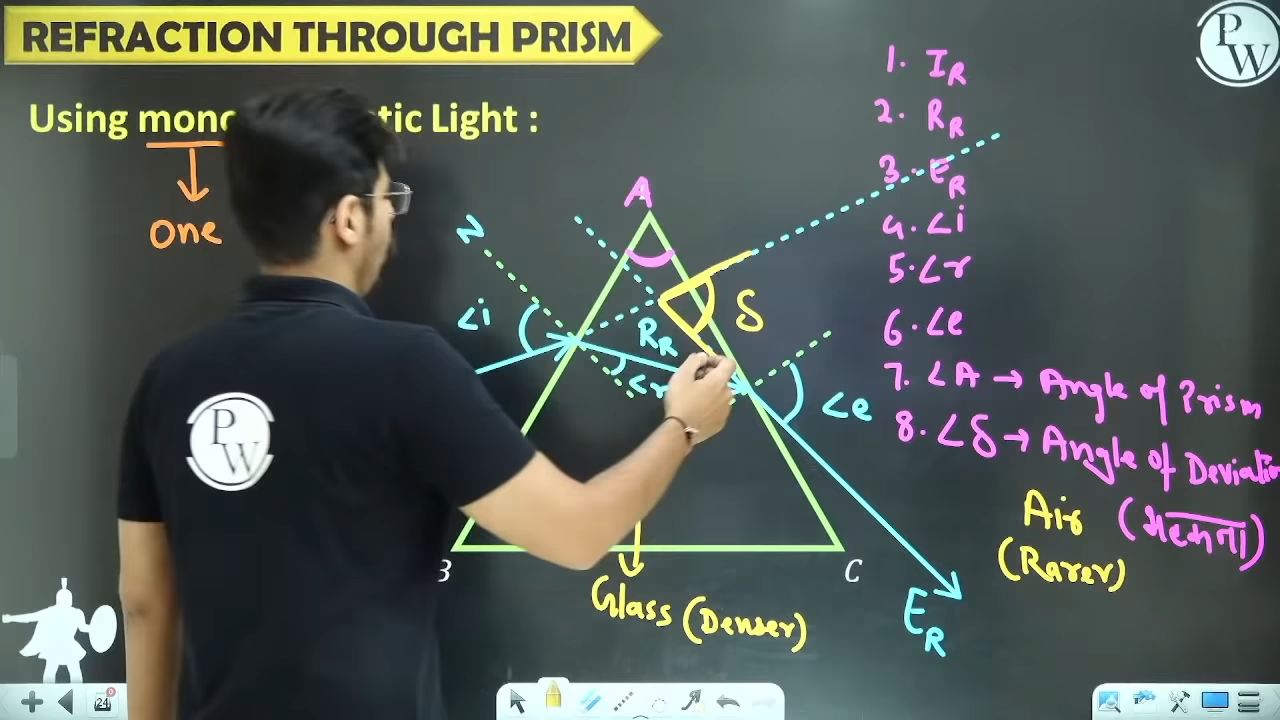 REFRACTION THROUGH PRISM
PW
Using mono tic Light :
One
1. IR
2. RR
3. ER
4. ∠i
5. ∠r
6. ∠e
7. ∠A → Angle of Prism
8. ∠δ → Angle of Deviation
A
N
∠i
RR
∠r
δ
∠e
PW
Air
(Rarer)
B
C
Glass (Denser)
ER
24